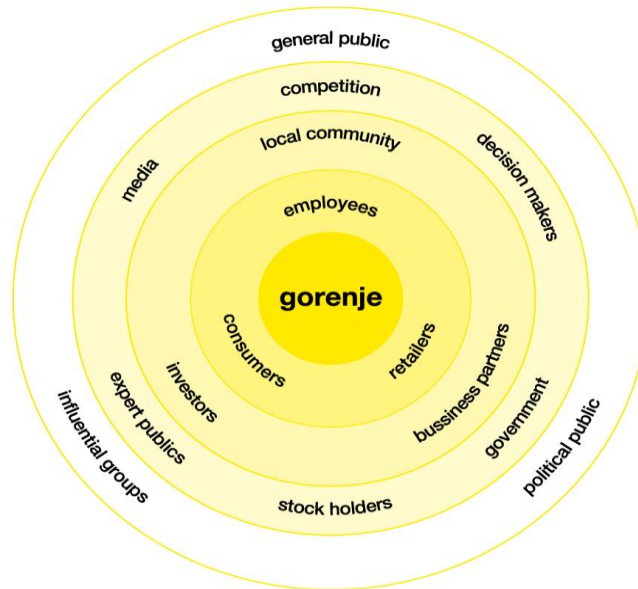 general public
competition
local community
decision makers
media
employees
gorenje
consumers
retailers
investors
bussiness partners
expert publics
government
influential groups
political public
stock holders